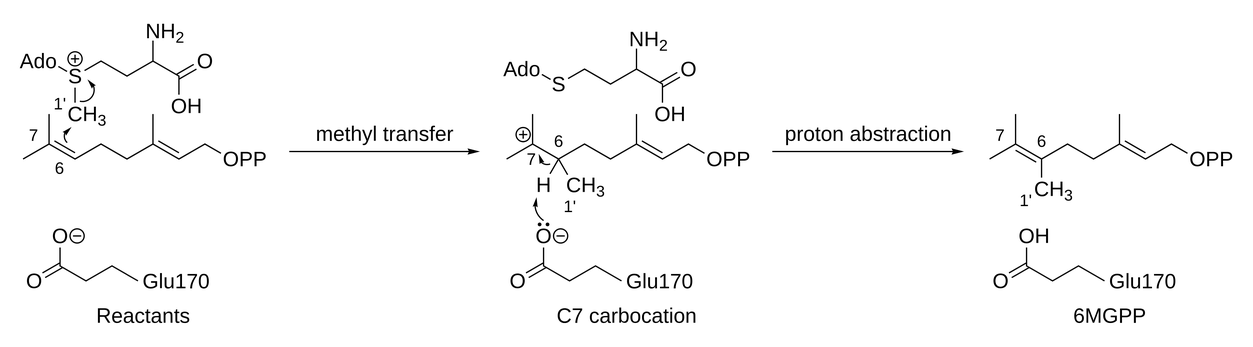 NH2
Ado
⊕
S
O
OH
1'
CH3
7
6
OPP
O⊖
O
Glu170
Reactants
methyl transfer
NH2
Ado
S
O
OH
⊕
6
7
OPP
H
CH3
1'
O⊖
O
Glu170
C7 carbocation
proton abstraction
7
6
OPP
1'
CH3
OH
O
Glu170
6MGPP